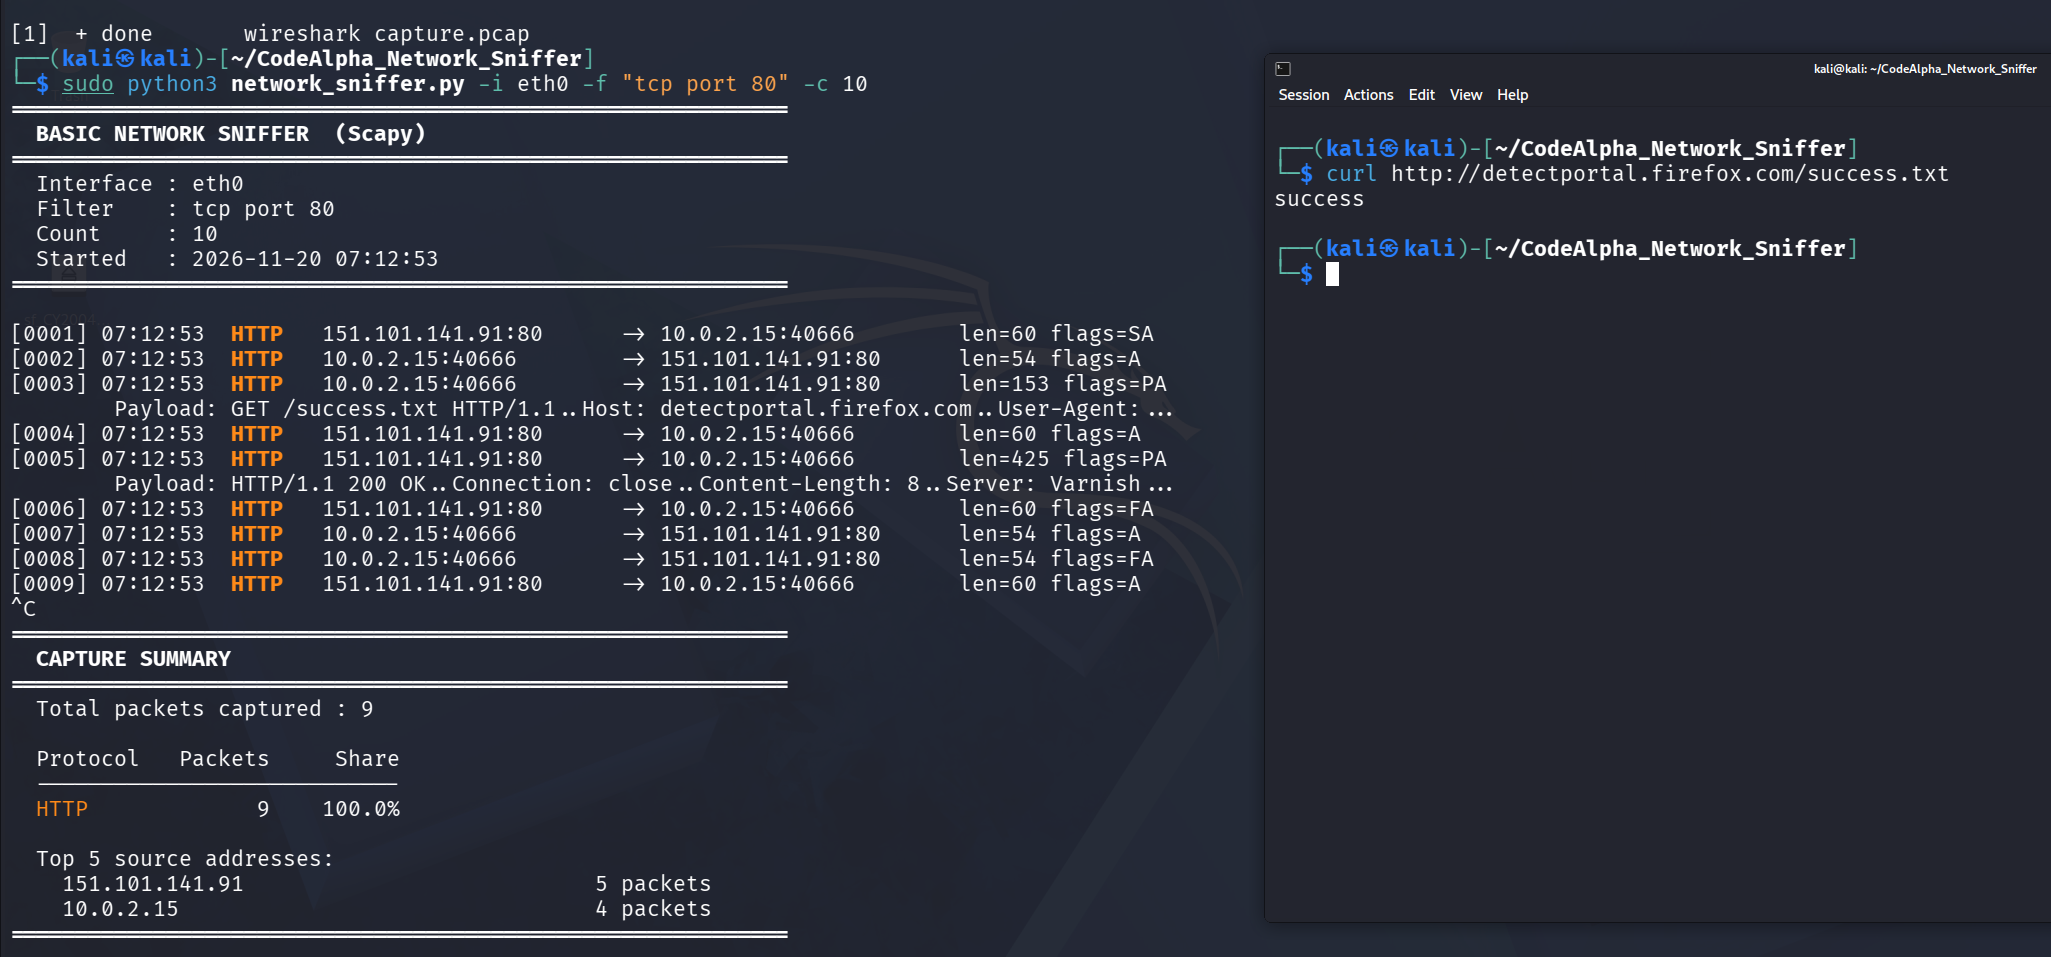 [1]  + done       wireshark capture.pcap
┌──(kali㉿kali)-[~/CodeAlpha_Network_Sniffer]
└─$ sudo python3 network_sniffer.py -i eth0 -f "tcp port 80" -c 10
BASIC NETWORK SNIFFER  (Scapy)
Interface : eth0
Filter    : tcp port 80
Count     : 10
Started   : 2026-11-20 07:12:53
[0001] 07:12:53  HTTP   151.101.141.91:80      → 10.0.2.15:40666        len=60 flags=SA
[0002] 07:12:53  HTTP   10.0.2.15:40666        → 151.101.141.91:80      len=54 flags=A
[0003] 07:12:53  HTTP   10.0.2.15:40666        → 151.101.141.91:80      len=153 flags=PA
Payload: GET /success.txt HTTP/1.1..Host: detectportal.firefox.com..User-Agent: ...
[0004] 07:12:53  HTTP   151.101.141.91:80      → 10.0.2.15:40666        len=60 flags=A
[0005] 07:12:53  HTTP   151.101.141.91:80      → 10.0.2.15:40666        len=425 flags=PA
Payload: HTTP/1.1 200 OK..Connection: close..Content-Length: 8..Server: Varnish...
[0006] 07:12:53  HTTP   151.101.141.91:80      → 10.0.2.15:40666        len=60 flags=FA
[0007] 07:12:53  HTTP   10.0.2.15:40666        → 151.101.141.91:80      len=54 flags=A
[0008] 07:12:53  HTTP   10.0.2.15:40666        → 151.101.141.91:80      len=54 flags=FA
[0009] 07:12:53  HTTP   151.101.141.91:80      → 10.0.2.15:40666        len=60 flags=A
^C
CAPTURE SUMMARY
Total packets captured : 9
Protocol   Packets     Share
HTTP             9    100.0%
Top 5 source addresses:
151.101.141.91                           5 packets
10.0.2.15                                4 packets
kali@kali: ~/CodeAlpha_Network_Sniffer
Session  Actions  Edit  View  Help
┌──(kali㉿kali)-[~/CodeAlpha_Network_Sniffer]
└─$ curl http://detectportal.firefox.com/success.txt
success
┌──(kali㉿kali)-[~/CodeAlpha_Network_Sniffer]
└─$